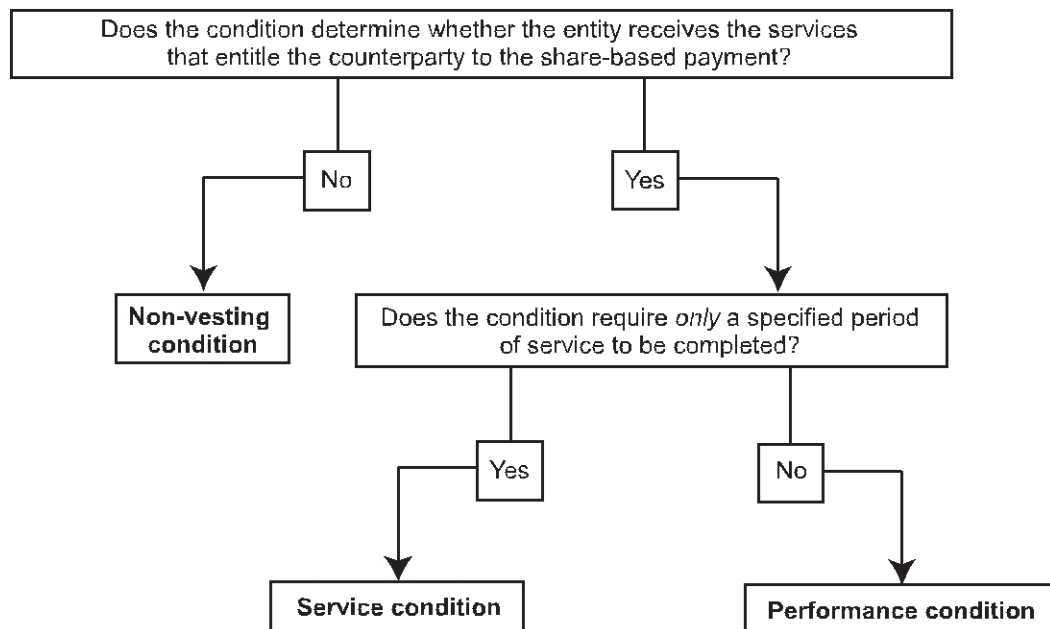 Does the condition determine whether the entity receives the services
that entitle the counterparty to the share-based payment?
No
Yes
Non-vesting
condition
Does the condition require only a specified period
of service to be completed?
Yes
No
Service condition
Performance condition